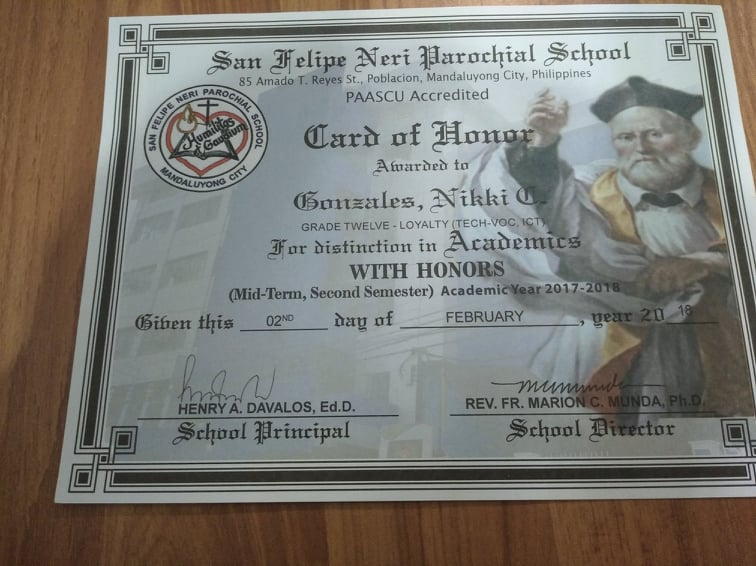 San Felipe Neri Parochial School
85 Amado T. Reyes St., Poblacion, Mandaluyong City, Philippines
PAASCU Accredited
SAN FELIPE NERI PAROCHIAL SCHOOL
Humilitas
Gaudium
MANDALUYONG CITY
Card of Honor
Awarded to
Gonzales, Nikki C.
GRADE TWELVE - LOYALTY (TECH-VOC, ICT)
For distinction in Academics
WITH HONORS
(Mid-Term, Second Semester) Academic Year 2017-2018
Given this 02ND day of FEBRUARY, year 20 18
HENRY A. DAVALOS, Ed.D. REV. FR. MARION C. MUNDA, Ph.D.
School Principal School Director